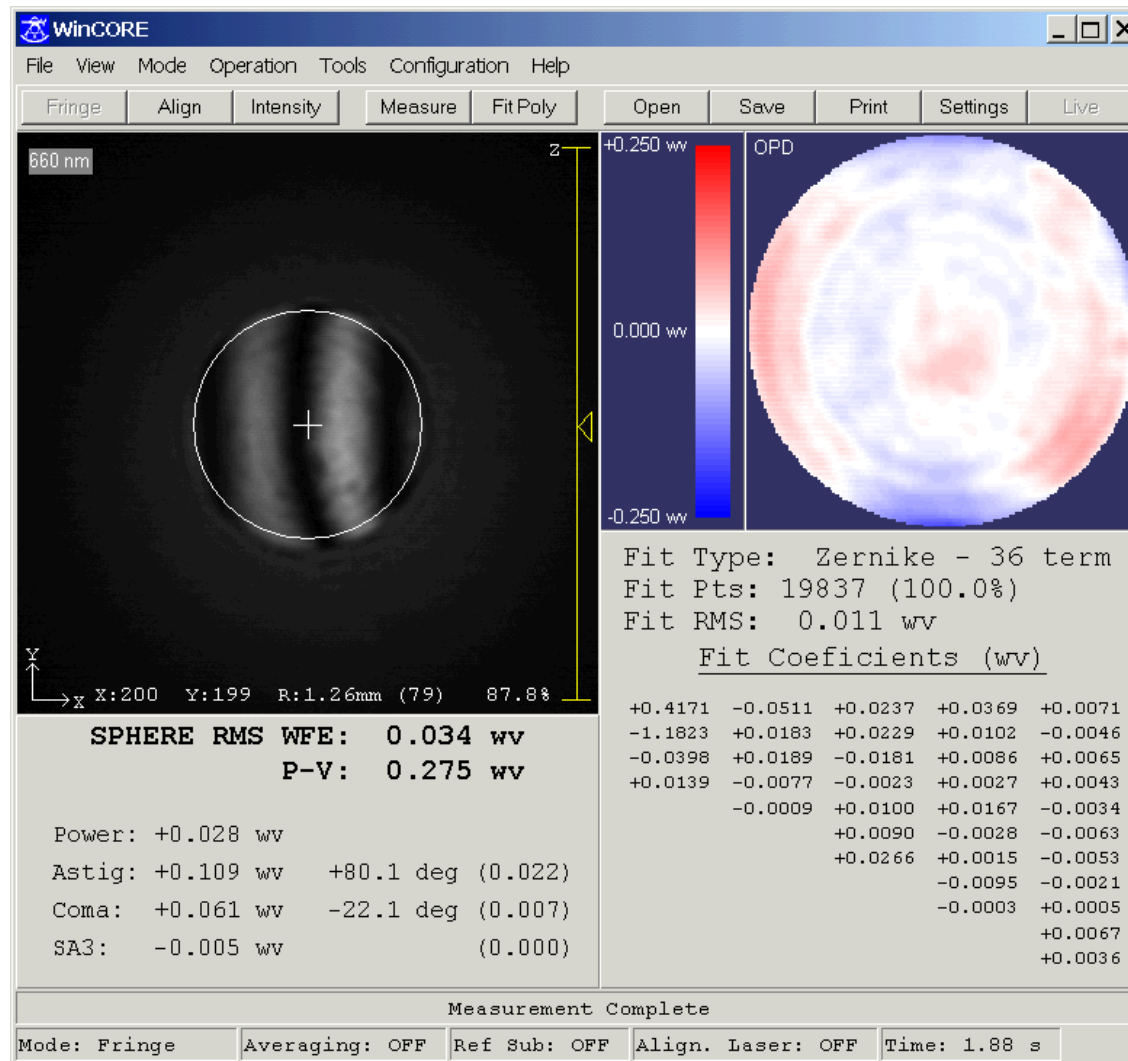 WinCORE
File View Mode Operation Tools Configuration Help
Fringe Align Intensity Measure Fit Poly Open Save Print Settings Live
660 nm
Z
Y
X X:200 Y:199 R:1.26mm (79) 87.8%
+0.250 wv
OPD
0.000 wv
-0.250 wv
SPHERE RMS WFE: 0.034 wv
P-V: 0.275 wv
Power: +0.028 wv
Astig: +0.109 wv +80.1 deg (0.022)
Coma: +0.061 wv -22.1 deg (0.007)
SA3: -0.005 wv (0.000)
Fit Type: Zernike - 36 term
Fit Pts: 19837 (100.0%)
Fit RMS: 0.011 wv
Fit Coeficients (wv)
+0.4171 -0.0511 +0.0237 +0.0369 +0.0071
-1.1823 +0.0183 +0.0229 +0.0102 -0.0046
-0.0398 +0.0189 -0.0181 +0.0086 +0.0065
+0.0139 -0.0077 -0.0023 +0.0027 +0.0043
-0.0009 +0.0100 +0.0167 -0.0034
+0.0090 -0.0028 -0.0063
+0.0266 +0.0015 -0.0053
-0.0095 -0.0021
-0.0003 +0.0005
+0.0067
+0.0036
Measurement Complete
Mode: Fringe Averaging: OFF Ref Sub: OFF Align. Laser: OFF Time: 1.88 s